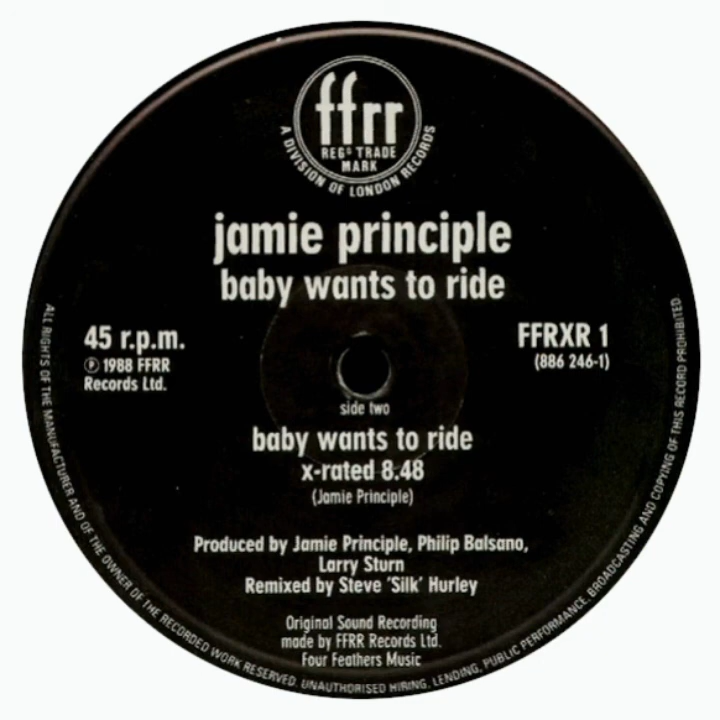 ffrr
REGD TRADE
MARK
A DIVISION OF LONDON RECORDS
jamie principle
baby wants to ride
45 r.p.m.
℗ 1988 FFRR
Records Ltd.
FFRXR 1
(886 246-1)
side two
baby wants to ride
x-rated 8.48
(Jamie Principle)
Produced by Jamie Principle, Philip Balsano,
Larry Sturn
Remixed by Steve 'Silk' Hurley
Original Sound Recording
made by FFRR Records Ltd.
Four Feathers Music
ALL RIGHTS OF THE MANUFACTURER AND OF THE OWNER OF THE RECORDED WORK RESERVED. UNAUTHORISED HIRING, LENDING, PUBLIC PERFORMANCE, BROADCASTING AND COPYING OF THIS RECORD PROHIBITED.